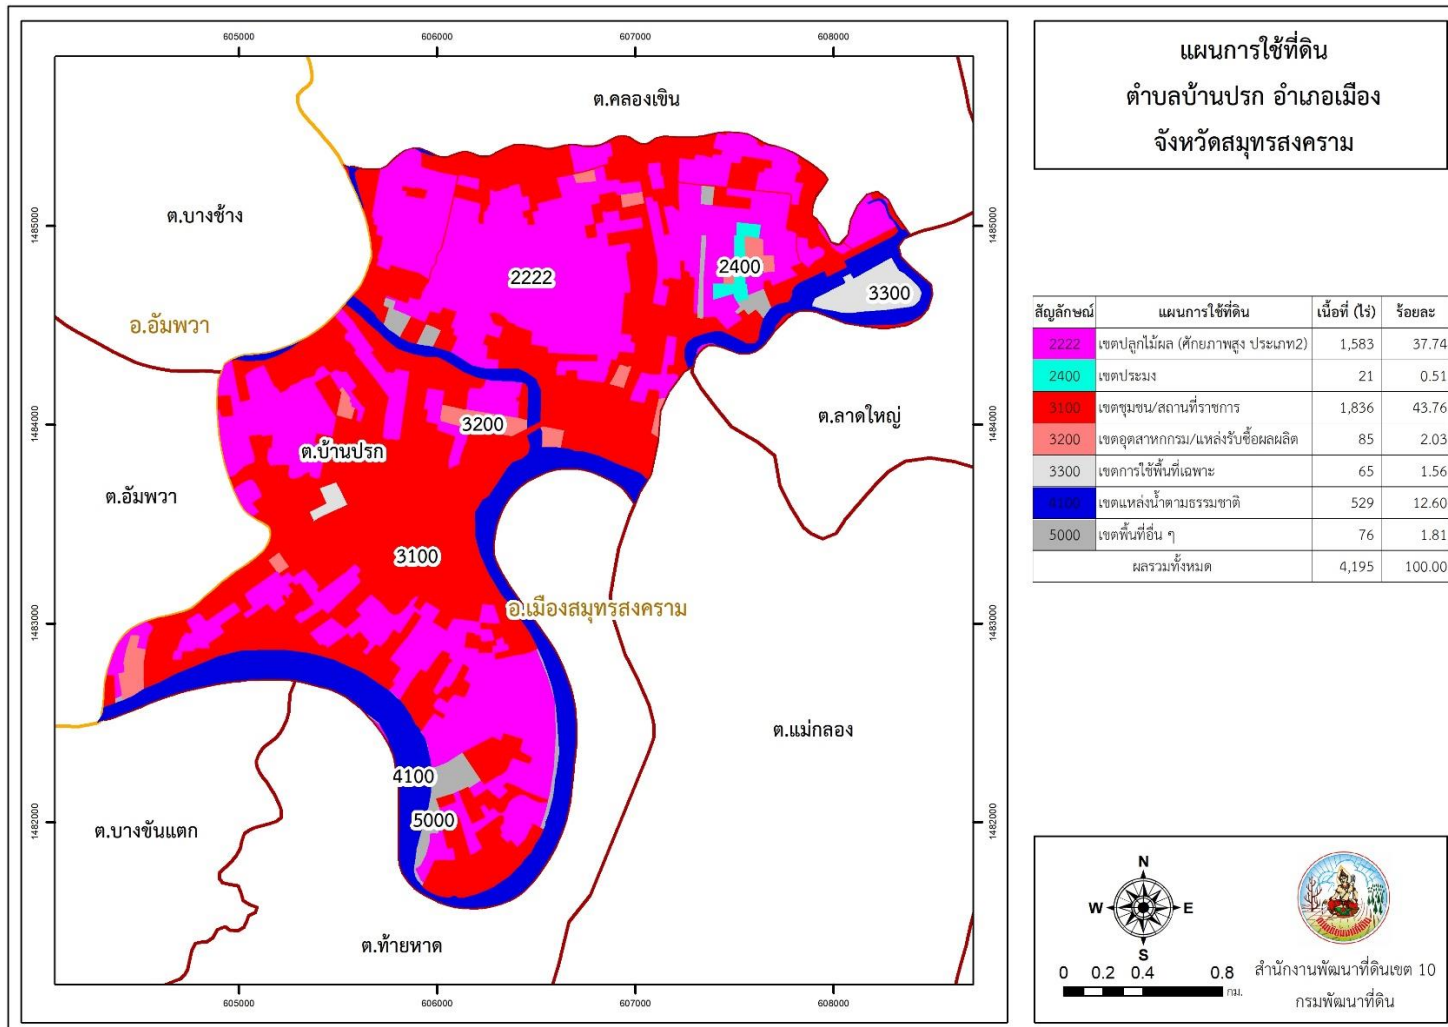 แผนการใช้ที่ดิน
ตำบลบ้านปรก อำเภอเมือง
จังหวัดสมุทรสงคราม
605000 606000 607000 608000
ต.คลองเขิน
ต.บางช้าง
1485000 1485000
2222
2400
3300
อ.อัมพวา
ต.ลาดใหญ่
3200
1484000 1484000
ต.บ้านปรก
ต.อัมพวา
3100
อ.เมืองสมุทรสงคราม
1483000 1483000
ต.แม่กลอง
4100
5000
1482000 1482000
ต.บางขันแตก
ต.ท้ายหาด
605000 606000 607000 608000
สัญลักษณ์ แผนการใช้ที่ดิน เนื้อที่ (ไร่) ร้อยละ
2222 เขตปลูกไม้ผล (ศักยภาพสูง ประเภท2) 1,583 37.74
2400 เขตประมง 21 0.51
3100 เขตชุมชน/สถานที่ราชการ 1,836 43.76
3200 เขตอุตสาหกกรม/แหล่งรับซื้อผลผลิต 85 2.03
3300 เขตการใช้พื้นที่เฉพาะ 65 1.56
4100 เขตแหล่งน้ำตามธรรมชาติ 529 12.60
5000 เขตพื้นที่อื่น ๆ 76 1.81
ผลรวมทั้งหมด 4,195 100.00
N
W E
S
0 0.2 0.4 0.8
กม.
สำนักงานพัฒนาที่ดินเขต 10
กรมพัฒนาที่ดิน